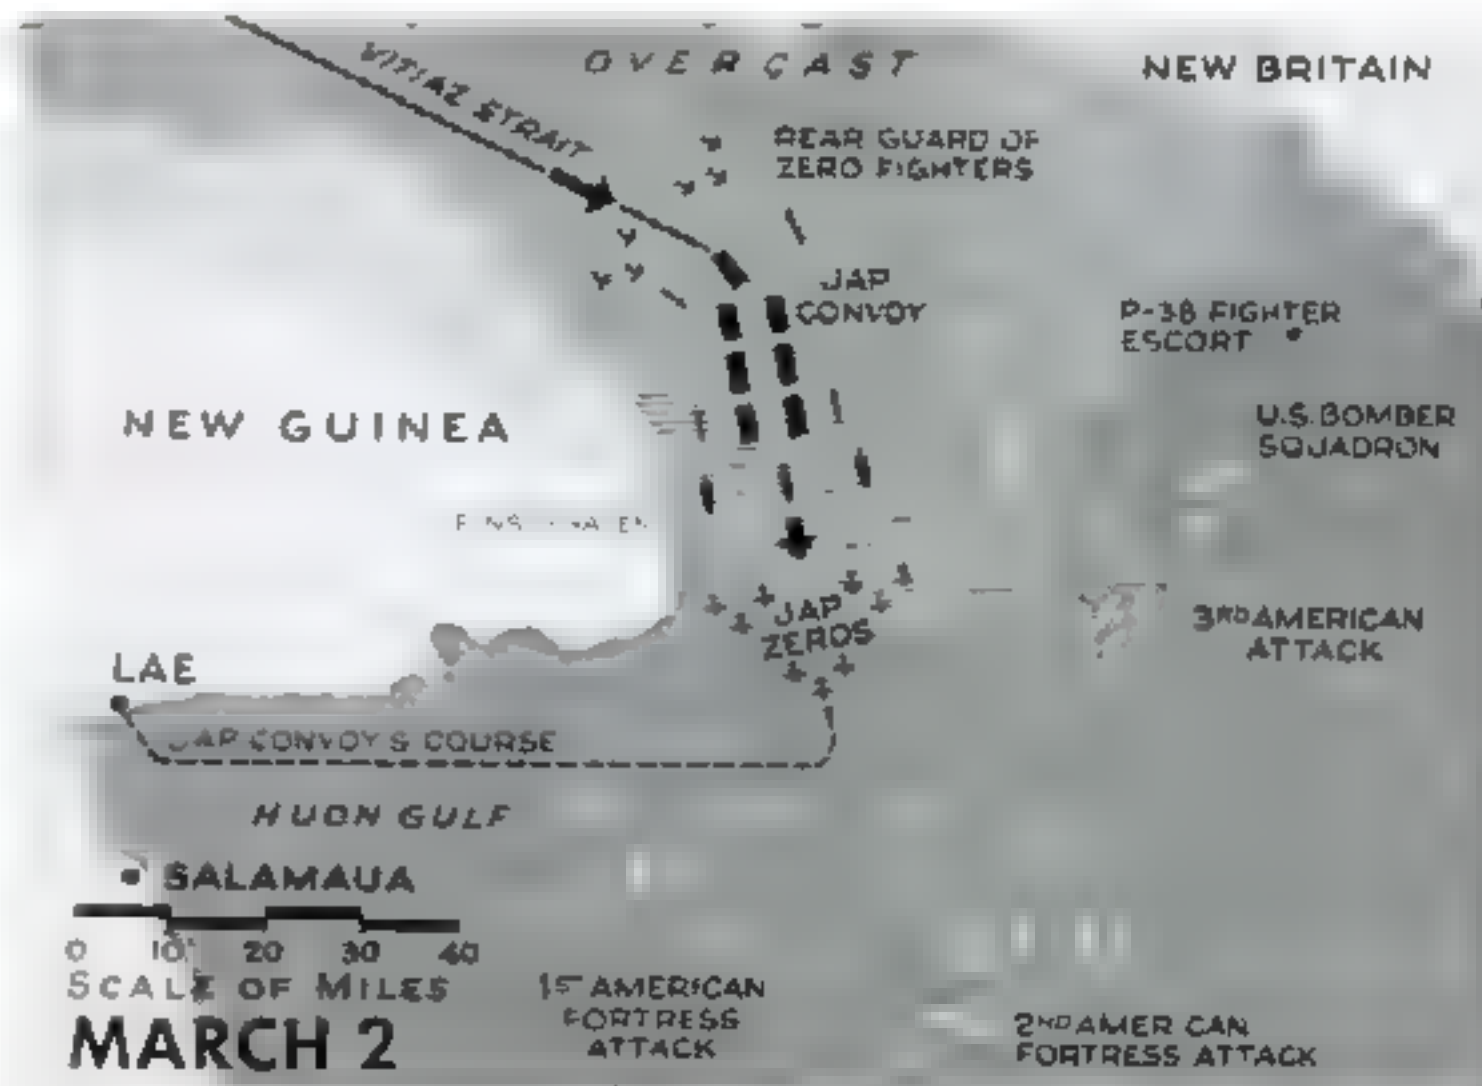 OVERCAST
NEW BRITAIN
VITIAZ STRAIT
REAR GUARD OF
ZERO FIGHTERS
JAP
CONVOY
P-38 FIGHTER
ESCORT
NEW GUINEA
U.S. BOMBER
SQUADRON
JAP
ZEROS
3RD AMERICAN
ATTACK
LAE
JAP CONVOY'S COURSE
HUON GULF
SALAMAUA
0 10 20 30 40
SCALE OF MILES
MARCH 2
1ST AMERICAN
FORTRESS
ATTACK
2ND AMERICAN
FORTRESS ATTACK